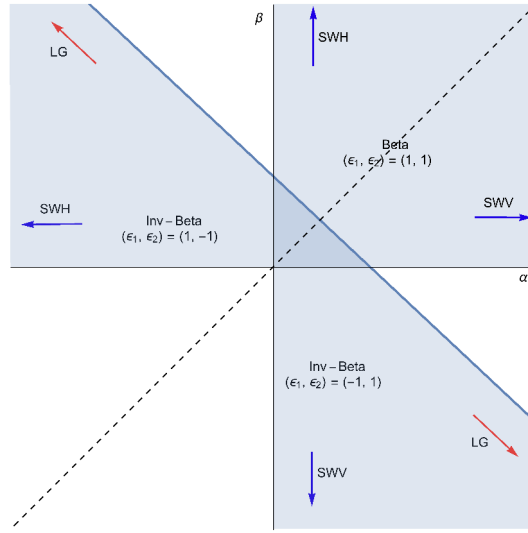 β
SWH
LG
Beta
(ϵ₁, ϵ₂) = (1, 1)
SWH
SWV
Inv – Beta
(ϵ₁, ϵ₂) = (1, -1)
α
Inv – Beta
(ϵ₁, ϵ₂) = (-1, 1)
LG
SWV